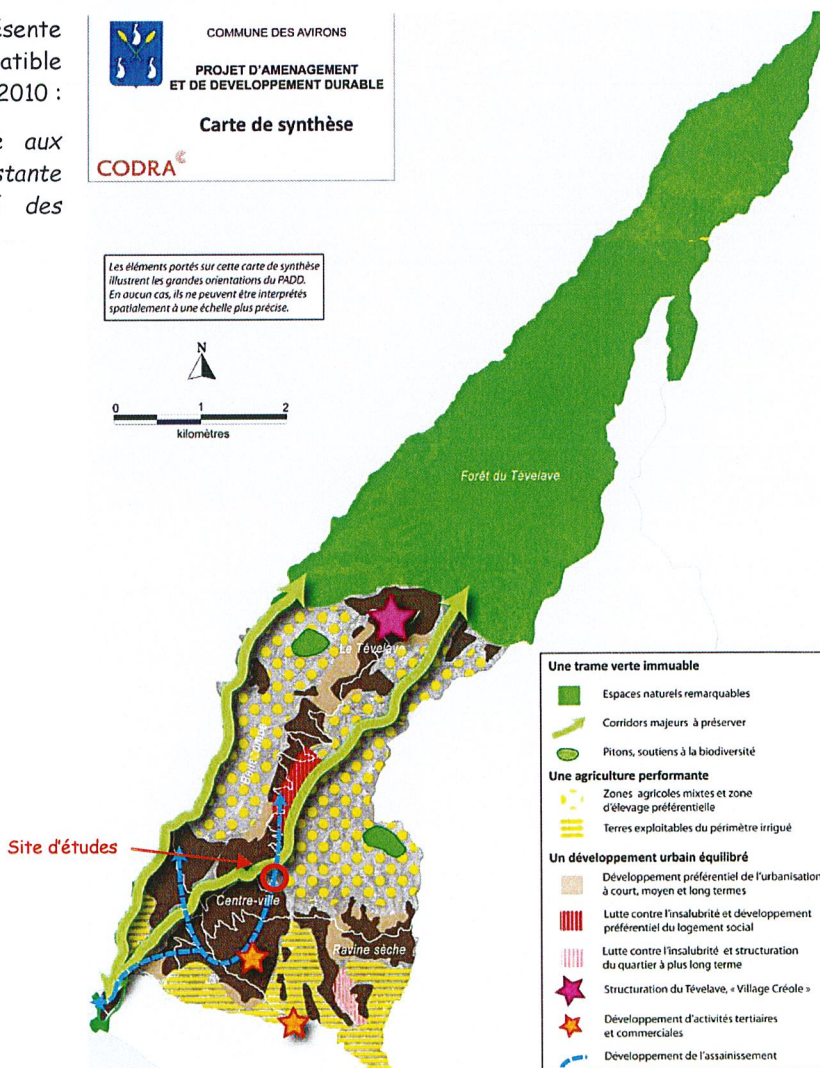 ésente
atible
2010 :
e aux
stante
des
COMMUNE DES AVIRONS
PROJET D'AMENAGEMENT
ET DE DEVELOPPEMENT DURABLE
Carte de synthèse
CODRA
Les éléments portés sur cette carte de synthèse
illustrent les grandes orientations du PADD.
En aucun cas, ils ne peuvent être interprétés
spatialement à une échelle plus précise.
N
0 1 2
kilomètres
Forêt du Tévelave
Le Tévelave
Site d'études
Centre-ville
Ravine sèche
Une trame verte immuable
Espaces naturels remarquables
Corridors majeurs à préserver
Pitons, soutiens à la biodiversité
Une agriculture performante
Zones agricoles mixtes et zone
d'élevage préférentielle
Terres exploitables du périmètre irrigué
Un développement urbain équilibré
Développement préférentiel de l'urbanisation
à court, moyen et long termes
Lutte contre l'insalubrité et développement
préférentiel du logement social
Lutte contre l'insalubrité et structuration
du quartier à plus long terme
Structuration du Tévelave, « Village Créole »
Développement d'activités tertiaires
et commerciales
Développement de l'assainissement